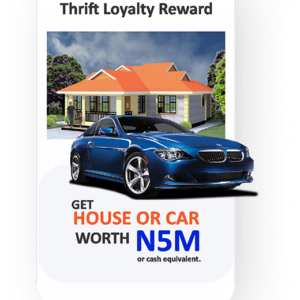 Thrift Loyalty Reward
GET
HOUSE OR CAR
WORTH N5M
or cash equivalent.